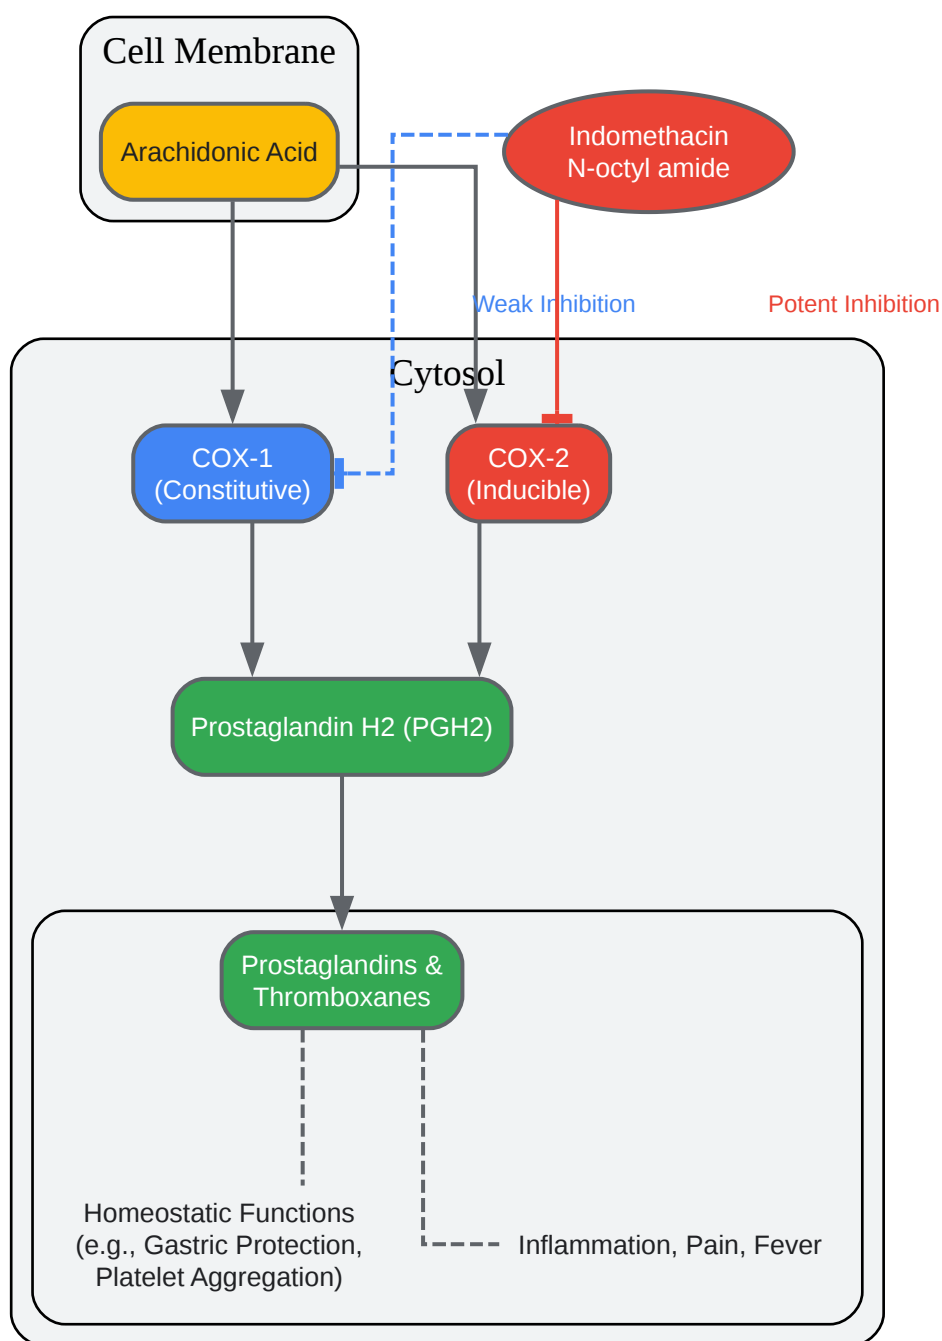 Cell Membrane
Arachidonic Acid
Indomethacin
N-octyl amide
Weak Inhibition
Potent Inhibition
Cytosol
COX-1
(Constitutive)
COX-2
(Inducible)
Prostaglandin H2 (PGH2)
Prostaglandins &
Thromboxanes
Homeostatic Functions
(e.g., Gastric Protection,
Platelet Aggregation)
Inflammation, Pain, Fever